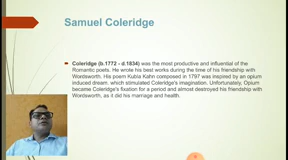 Samuel Coleridge
Coleridge (b.1772 - d.1834) was the most productive and influential of the
Romantic poets. He wrote his best works during the time of his friendship with
Wordsworth. His poem Kubla Kahn composed in 1797 was inspired by an opium
induced dream. which stimulated Coleridge's imagination. Unfortunately, Opium
became Coleridge's fixation for a period and almost destroyed his friendship with
Wordsworth, as it did his marriage and health.